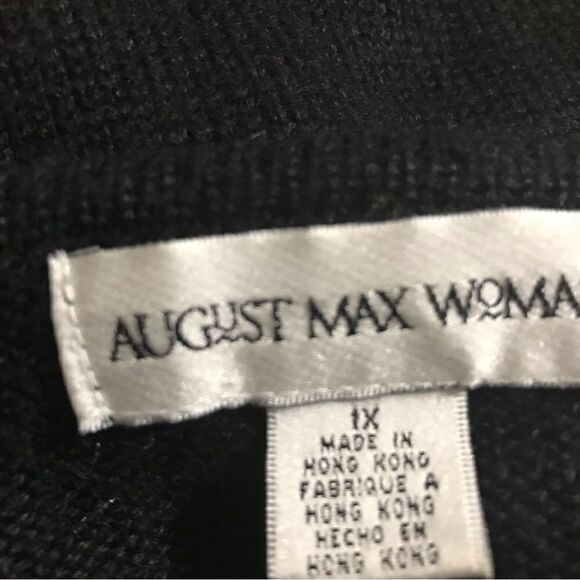 AUGUST MAX WOMA
1X
MADE IN
HONG KONG
FABRIQUE A
HONG KONG
HECHO EN
HONG KONG